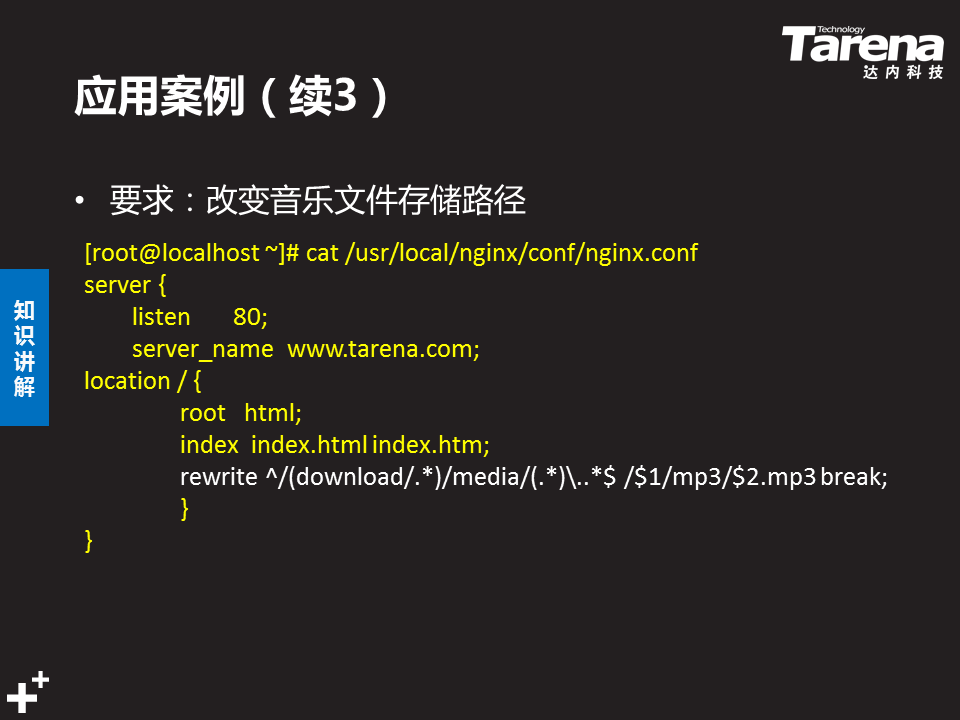 Technology
Tarena
达内科技
应用案例（续3）
• 要求：改变音乐文件存储路径
[root@localhost ~]# cat /usr/local/nginx/conf/nginx.conf
server {
listen 80;
server_name www.tarena.com;
location / {
root html;
index index.html index.htm;
rewrite ^/(download/.*)/media/(.*)\..*$ /$1/mp3/$2.mp3 break;
}
}
知识讲解